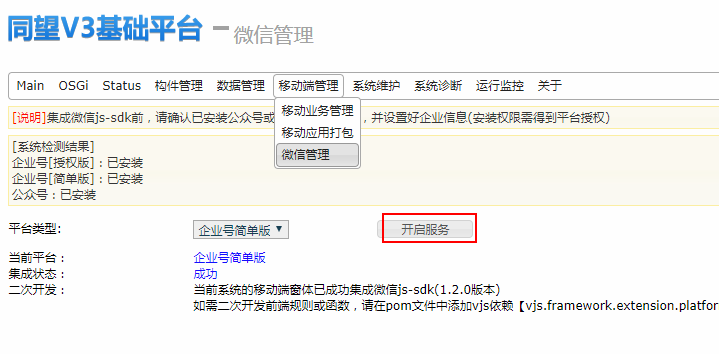 同望V3基础平台 — 微信管理
Main OSGi Status 构件管理 数据管理 移动端管理 系统维护 系统诊断 运行监控 关于
移动业务管理
移动应用打包
微信管理
[说明]集成微信js-sdk前，请确认已安装公众号或 ，并设置好企业信息(安装权限需得到平台授权)
[系统检测结果]
企业号[授权版]：已安装
企业号[简单版]：已安装
公众号：已安装
平台类型: 企业号简单版 开启服务
当前平台： 企业号简单版
集成状态： 成功
二次开发： 当前系统的移动端窗体已成功集成微信js-sdk(1.2.0版本)
如需二次开发前端规则或函数，请在pom文件中添加vjs依赖【vjs.framework.extension.platfor